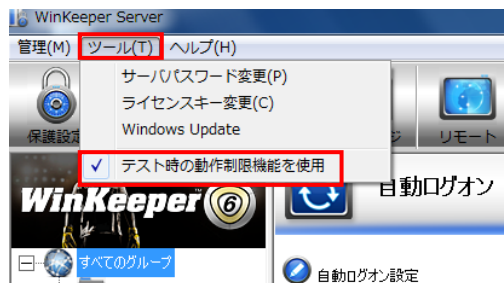 WinKeeper Server
管理(M) ツール(T) ヘルプ(H)
サーバパスワード変更(P)
ライセンスキー変更(C)
Windows Update
テスト時の動作制限機能を使用
保護設定
リモート
WinKeeper 6
自動ログオン
すべてのグループ
自動ログオン設定